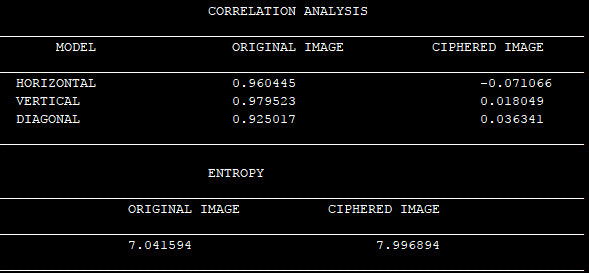 CORRELATION ANALYSIS
MODEL ORIGINAL IMAGE CIPHERED IMAGE
HORIZONTAL 0.960445 -0.071066
VERTICAL 0.979523 0.018049
DIAGONAL 0.925017 0.036341
ENTROPY
ORIGINAL IMAGE CIPHERED IMAGE
7.041594 7.996894